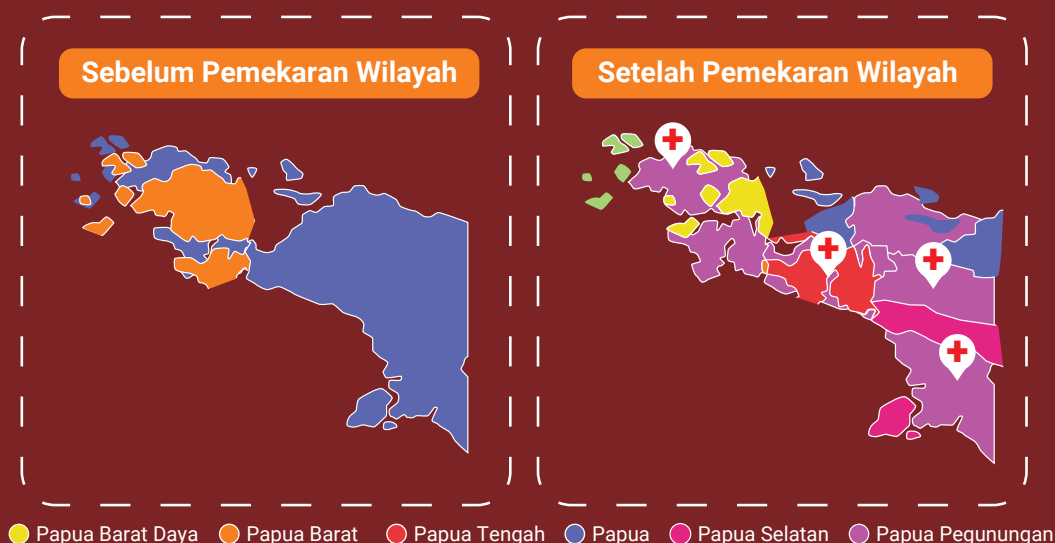 Sebelum Pemekaran Wilayah
Setelah Pemekaran Wilayah
Papua Barat Daya
Papua Barat
Papua Tengah
Papua
Papua Selatan
Papua Pegunungan